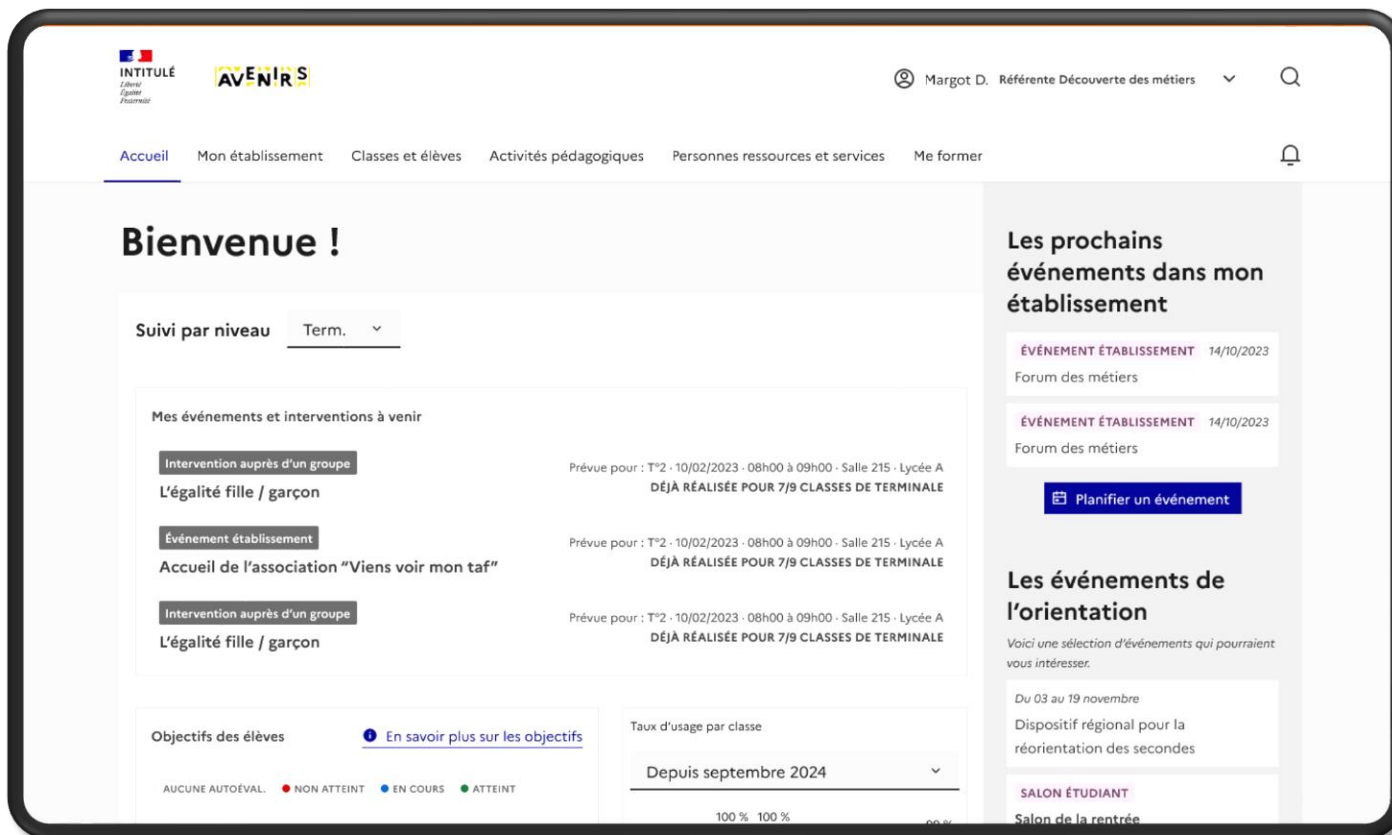 INTITULÉ
Liberté
Égalité
Fraternité
AVENIRS
Margot D. Référente Découverte des métiers
Accueil Mon établissement Classes et élèves Activités pédagogiques Personnes ressources et services Me former
Bienvenue !
Suivi par niveau Term.
Mes événements et interventions à venir
Intervention auprès d'un groupe
Prévue pour : T°2 · 10/02/2023 · 08h00 à 09h00 · Salle 215 · Lycée A
L'égalité fille / garçon
DÉJÀ RÉALISÉE POUR 7/9 CLASSES DE TERMINALE
Événement établissement
Prévue pour : T°2 · 10/02/2023 · 08h00 à 09h00 · Salle 215 · Lycée A
Accueil de l'association “Viens voir mon taf”
DÉJÀ RÉALISÉE POUR 7/9 CLASSES DE TERMINALE
Intervention auprès d'un groupe
Prévue pour : T°2 · 10/02/2023 · 08h00 à 09h00 · Salle 215 · Lycée A
L'égalité fille / garçon
DÉJÀ RÉALISÉE POUR 7/9 CLASSES DE TERMINALE
Objectifs des élèves En savoir plus sur les objectifs
AUCUNE AUTOÉVAL. NON ATTEINT EN COURS ATTEINT
Taux d'usage par classe
Depuis septembre 2024
100 % 100 %
Les prochains
événements dans mon
établissement
ÉVÉNEMENT ÉTABLISSEMENT 14/10/2023
Forum des métiers
ÉVÉNEMENT ÉTABLISSEMENT 14/10/2023
Forum des métiers
Planifier un événement
Les événements de
l'orientation
Voici une sélection d'événements qui pourraient
vous intéresser.
Du 03 au 19 novembre
Dispositif régional pour la
réorientation des secondes
SALON ÉTUDIANT
Salon de la rentrée